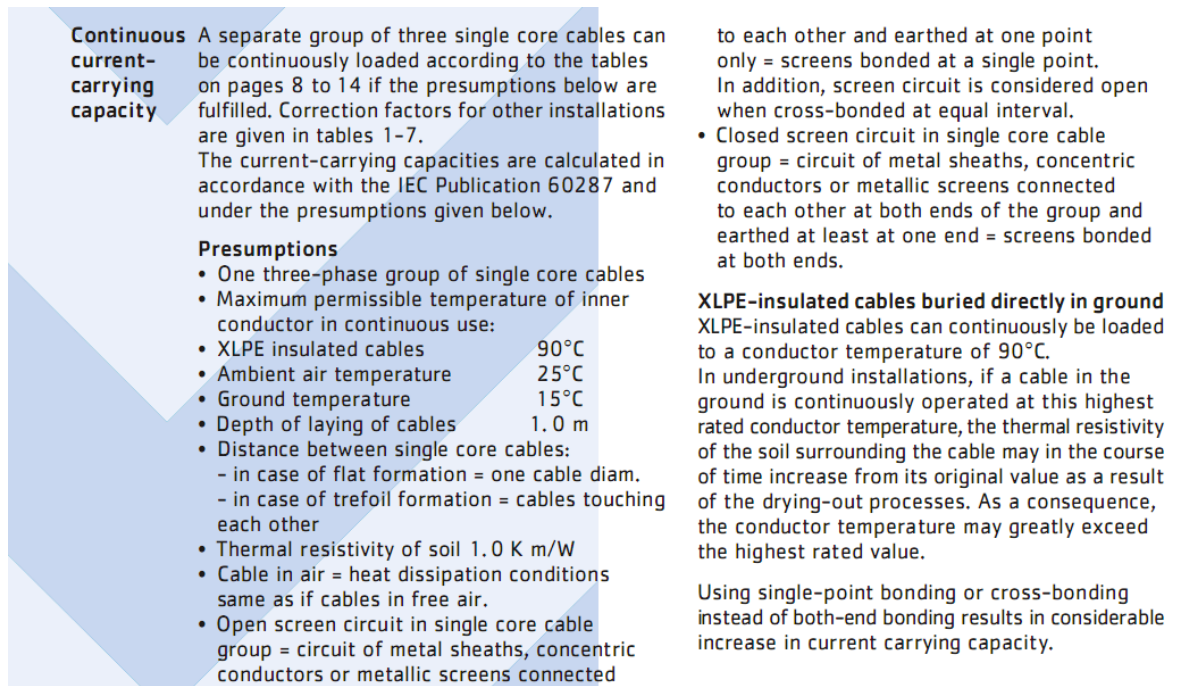 Continuous
current-
carrying
capacity
A separate group of three single core cables can
be continuously loaded according to the tables
on pages 8 to 14 if the presumptions below are
fulfilled. Correction factors for other installations
are given in tables 1-7.
The current-carrying capacities are calculated in
accordance with the IEC Publication 60287 and
under the presumptions given below.
Presumptions
• One three-phase group of single core cables
• Maximum permissible temperature of inner
conductor in continuous use:
• XLPE insulated cables 90°C
• Ambient air temperature 25°C
• Ground temperature 15°C
• Depth of laying of cables 1.0 m
• Distance between single core cables:
- in case of flat formation = one cable diam.
- in case of trefoil formation = cables touching
each other
• Thermal resistivity of soil 1.0 K m/W
• Cable in air = heat dissipation conditions
same as if cables in free air.
• Open screen circuit in single core cable
group = circuit of metal sheaths, concentric
conductors or metallic screens connected
to each other and earthed at one point
only = screens bonded at a single point.
In addition, screen circuit is considered open
when cross-bonded at equal interval.
• Closed screen circuit in single core cable
group = circuit of metal sheaths, concentric
conductors or metallic screens connected
to each other at both ends of the group and
earthed at least at one end = screens bonded
at both ends.
XLPE-insulated cables buried directly in ground
XLPE-insulated cables can continuously be loaded
to a conductor temperature of 90°C.
In underground installations, if a cable in the
ground is continuously operated at this highest
rated conductor temperature, the thermal resistivity
of the soil surrounding the cable may in the course
of time increase from its original value as a result
of the drying-out processes. As a consequence,
the conductor temperature may greatly exceed
the highest rated value.
Using single-point bonding or cross-bonding
instead of both-end bonding results in considerable
increase in current carrying capacity.